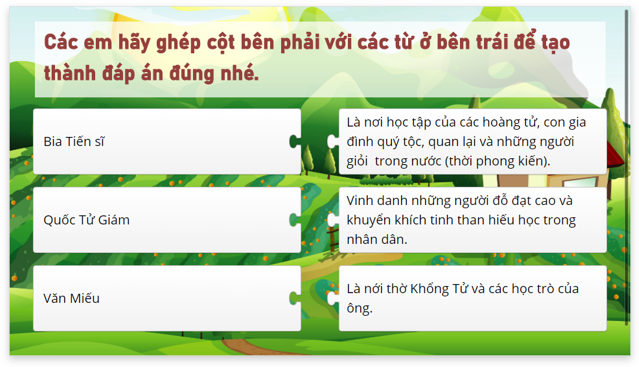 Các em hãy ghép cột bên phải với các từ ở bên trái để tạo
thành đáp án đúng nhé.
Bia Tiến sĩ
Là nơi học tập của các hoàng tử, con gia
đình quý tộc, quan lại và những người
giỏi trong nước (thời phong kiến).
Quốc Tử Giám
Vinh danh những người đỗ đạt cao và
khuyển khích tinh than hiếu học trong
nhân dân.
Văn Miếu
Là nới thờ Khổng Tử và các học trò của
ông.